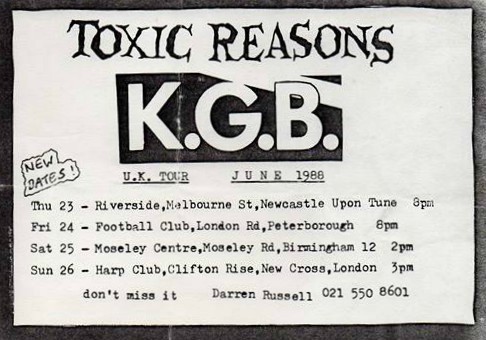 TOXIC REASONS
K.G.B.
NEW DATES!
U.K. TOUR JUNE 1988
Thu 23 - Riverside,Melbourne St,Newcastle Upon Tune 8pm
Fri 24 - Football Club,London Rd,Peterborough 8pm
Sat 25 - Moseley Centre,Moseley Rd,Birmingham 12 2pm
Sun 26 - Harp Club,Clifton Rise,New Cross,London 3pm
don't miss it Darren Russell 021 550 8601